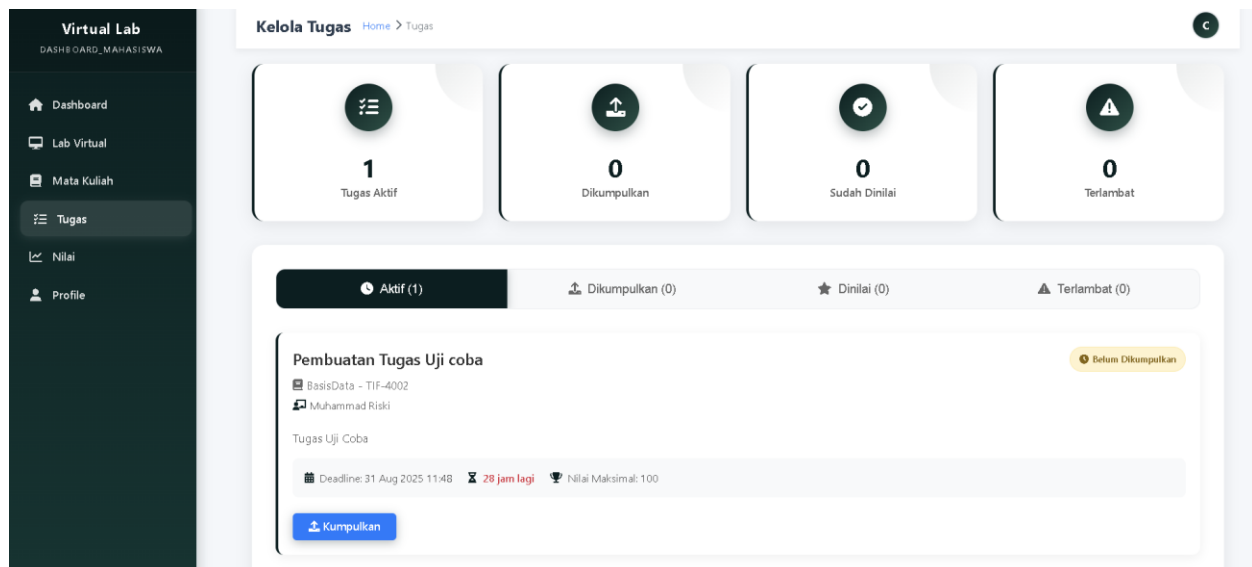 Virtual Lab
DASHBOARD_MAHASISWA
Dashboard
Lab Virtual
Mata Kuliah
Tugas
Nilai
Profile
Kelola Tugas Home > Tugas
C
1
Tugas Aktif
0
Dikumpulkan
0
Sudah Dinilai
0
Terlambat
Aktif (1)
Dikumpulkan (0)
Dinilai (0)
Terlambat (0)
Pembuatan Tugas Uji coba
Belum Dikumpulkan
BasisData - TIF-4002
Muhammad Riski
Tugas Uji Coba
Deadline: 31 Aug 2025 11:48 28 jam lagi Nilai Maksimal: 100
Kumpulkan